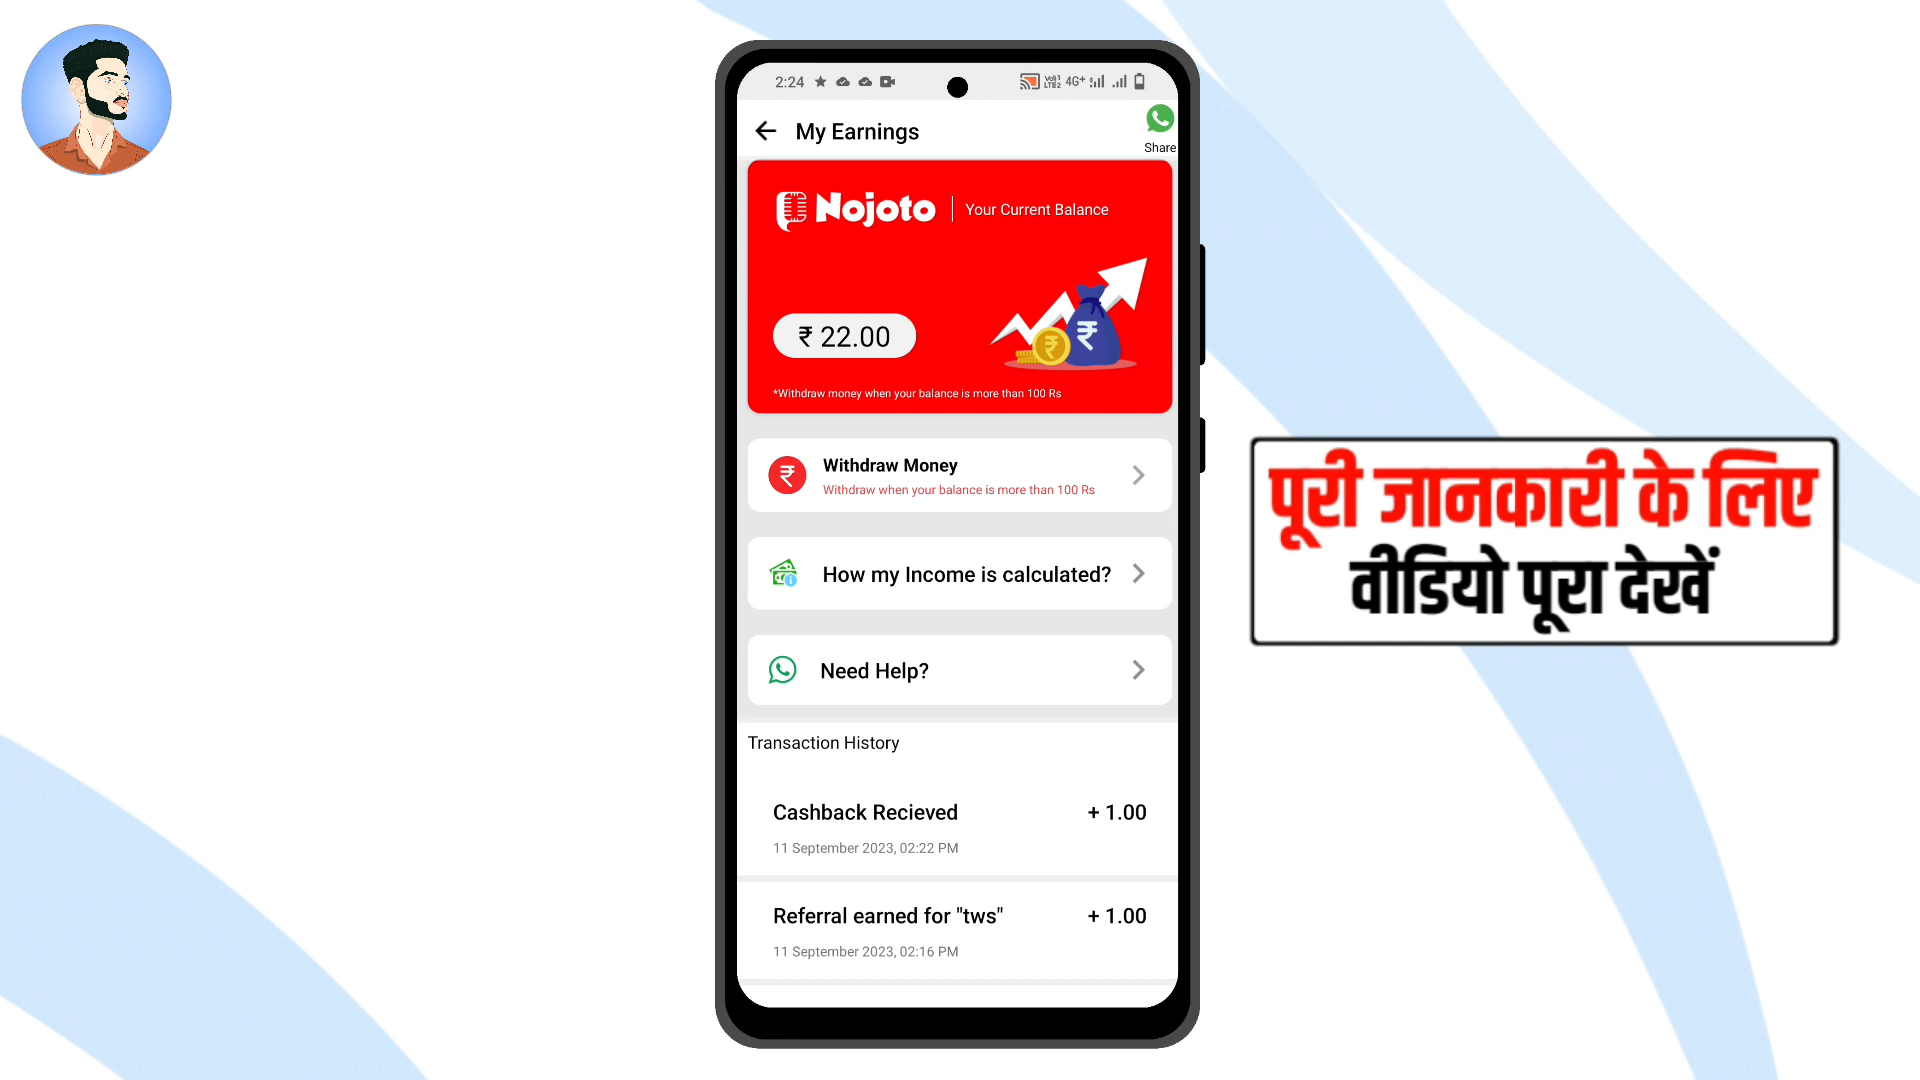 2:24
4G+
My Earnings
Share
Nojoto
Your Current Balance
₹
₹
₹ 22.00
*Withdraw money when your balance is more than 100 Rs
₹
Withdraw Money
Withdraw when your balance is more than 100 Rs
How my Income is calculated?
Need Help?
Transaction History
Cashback Recieved + 1.00
11 September 2023, 02:22 PM
Referral earned for "tws" + 1.00
11 September 2023, 02:16 PM
पूरी जानकारी के लिए
वीडियो पूरा देखें